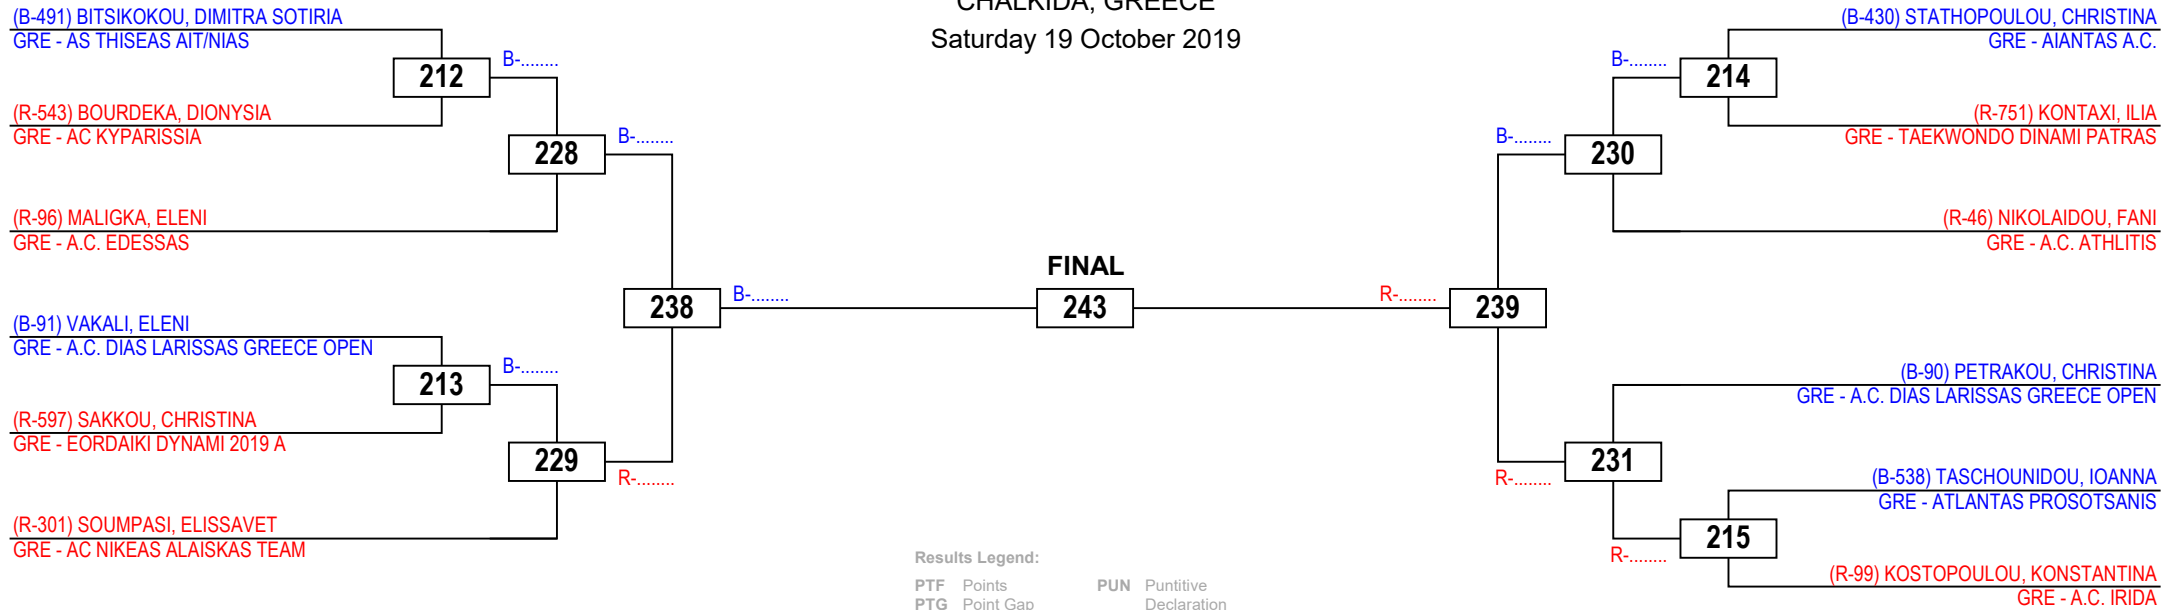 CHALKIDA, GREECE
Saturday 19 October 2019
(B-491) BITSIKOKOU, DIMITRA SOTIRIA
GRE - AS THISEAS AIT/NIAS
212
B-........
(R-543) BOURDEKA, DIONYSIA
GRE - AC KYPARISSIA
228
B-........
(R-96) MALIGKA, ELENI
GRE - A.C. EDESSAS
238
B-........
(B-91) VAKALI, ELENI
GRE - A.C. DIAS LARISSAS GREECE OPEN
213
B-........
(R-597) SAKKOU, CHRISTINA
GRE - EORDAIKI DYNAMI 2019 A
229
R-........
(R-301) SOUMPASI, ELISSAVET
GRE - AC NIKEAS ALAISKAS TEAM
FINAL
243
(B-430) STATHOPOULOU, CHRISTINA
GRE - AIANTAS A.C.
B-........
214
(R-751) KONTAXI, ILIA
GRE - TAEKWONDO DINAMI PATRAS
B-........
230
(R-46) NIKOLAIDOU, FANI
GRE - A.C. ATHLITIS
R-........
239
(B-90) PETRAKOU, CHRISTINA
GRE - A.C. DIAS LARISSAS GREECE OPEN
R-........
231
(B-538) TASCHOUNIDOU, IOANNA
GRE - ATLANTAS PROSOTSANIS
R-........
215
(R-99) KOSTOPOULOU, KONSTANTINA
GRE - A.C. IRIDA
Results Legend:
PTF Points PUN Puntitive
PTG Point Gap Declaration